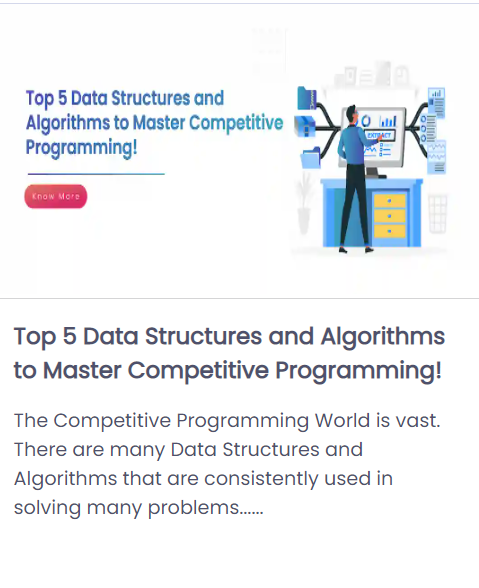 Top 5 Data Structures and
Algorithms to Master Competitive
Programming!
Know More
EXTRACT
Top 5 Data Structures and Algorithms
to Master Competitive Programming!
The Competitive Programming World is vast.
There are many Data Structures and
Algorithms that are consistently used in
solving many problems......